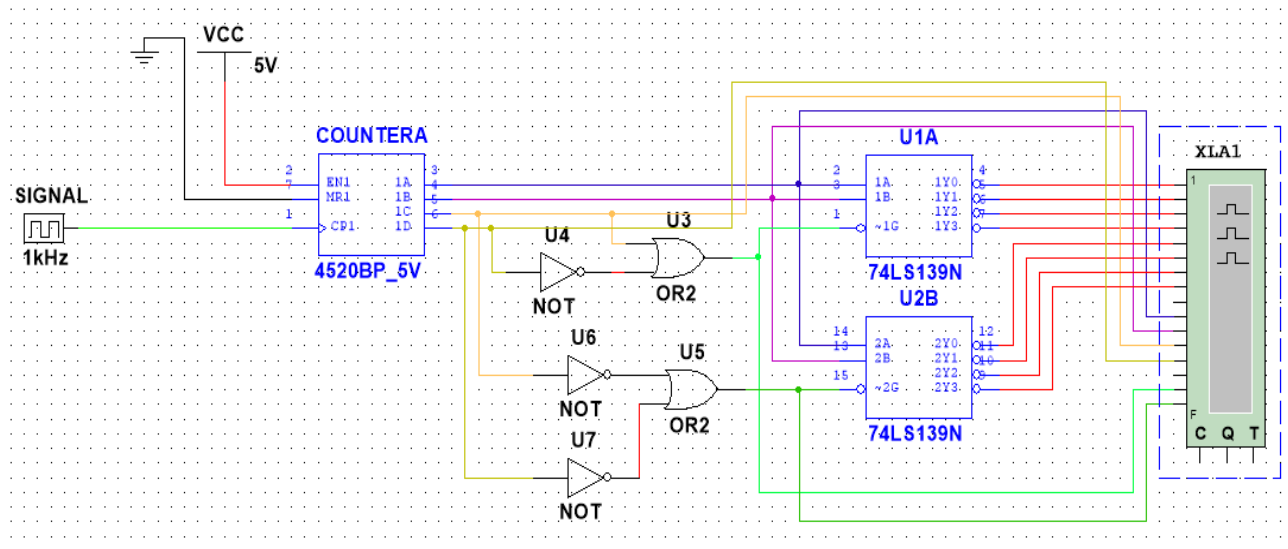 VCC
5V
COUNTERA
2
7
1
EN1
MR1
CP1
1A
1B
1C
1D
3
4
5
6
4520BP_5V
SIGNAL
1kHz
U4
NOT
U3
OR2
U6
NOT
U5
OR2
U7
NOT
U1A
2
3
1
1A
1B
~1G
1Y0
1Y1
1Y2
1Y3
4
5
6
7
74LS139N
U2B
14
13
15
2A
2B
~2G
2Y0
2Y1
2Y2
2Y3
12
11
10
9
74LS139N
XLA1
1
F
C Q T